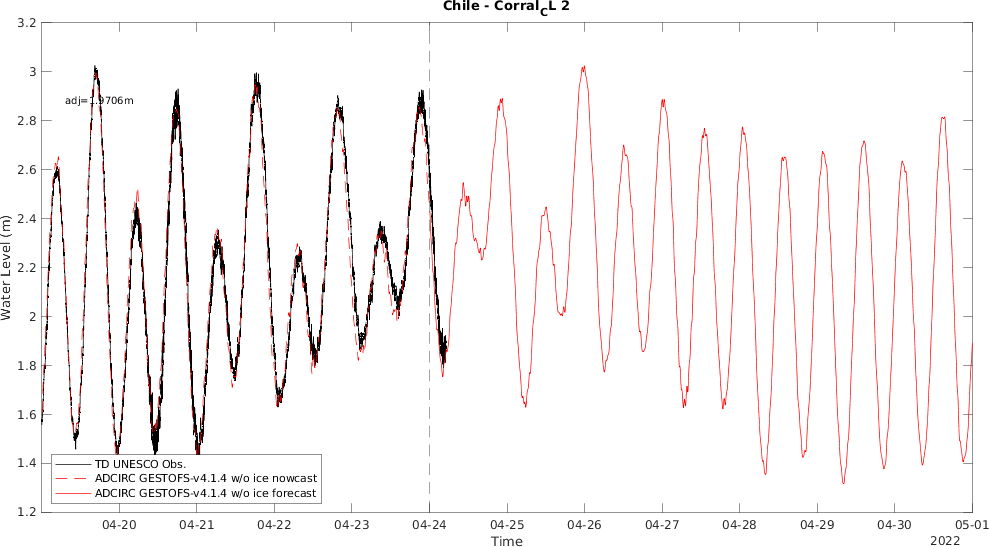 Chile - Corral_CL 2
3.2
3
2.8
2.6
2.4
2.2
2
1.8
1.6
1.4
1.2
Water Level (m)
adj=1.9706m
TD UNESCO Obs.
ADCIRC GESTOFS-v4.1.4 w/o ice nowcast
ADCIRC GESTOFS-v4.1.4 w/o ice forecast
04-20 04-21 04-22 04-23 04-24 04-25 04-26 04-27 04-28 04-29 04-30 05-01
Time
2022